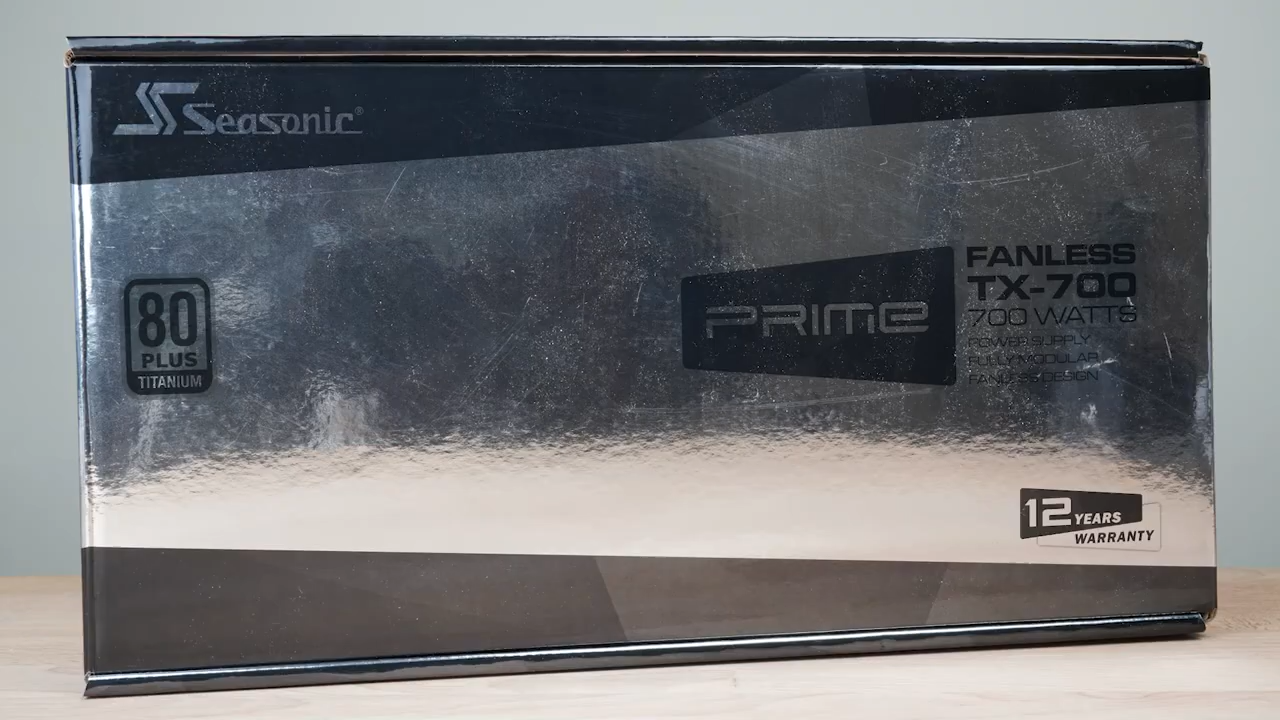 Seasonic®
FANLESS
TX-700
700 WATTS
POWER SUPPLY
FULLY MODULAR
FANLESS DESIGN
PRIME
80
PLUS
TITANIUM
12 YEARS
WARRANTY